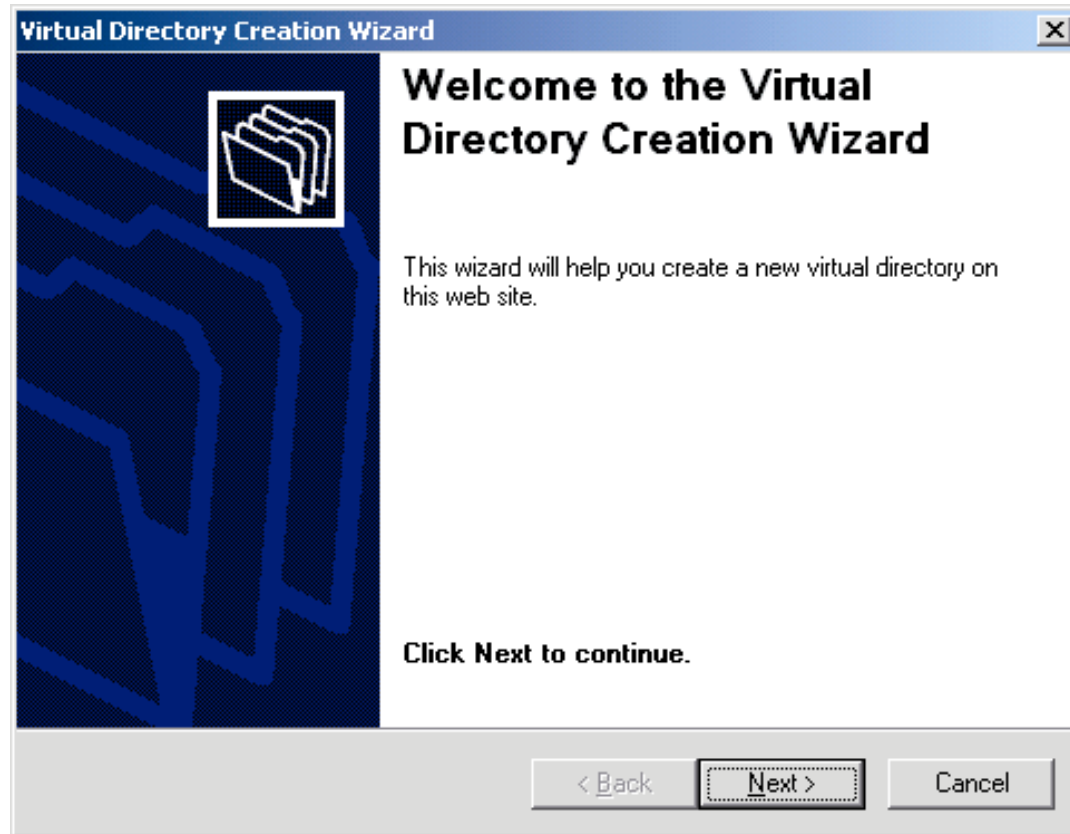 Virtual Directory Creation Wizard
Welcome to the Virtual
Directory Creation Wizard
This wizard will help you create a new virtual directory on
this web site.
Click Next to continue.
< Back
Next >
Cancel